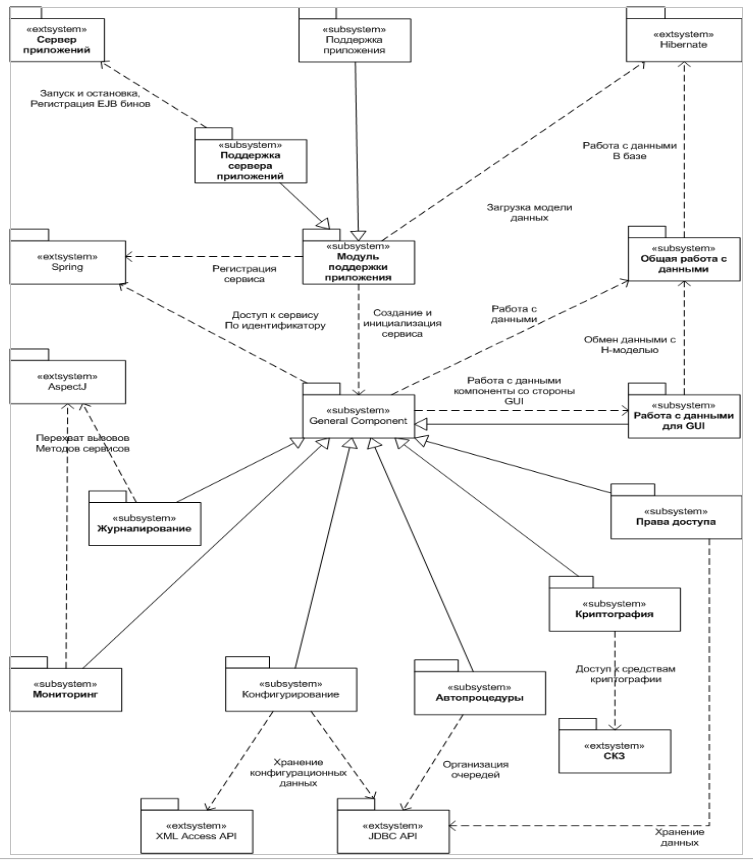 «extsystem»
Сервер
приложений
«subsystem»
Поддержка
приложения
«extsystem»
Hibernate
Запуск и остановка,
Регистрация EJB бинов
«subsystem»
Поддержка
сервера
приложений
Работа с данными
В базе
Загрузка модели
данных
«extsystem»
Spring
Регистрация
сервиса
«subsystem»
Модуль
поддержки
приложения
«subsystem»
Общая работа с
данными
Доступ к сервису
По идентификатору
Создание и
инициализация
сервиса
Работа с
данными
Обмен данными с
Н-моделью
«extsystem»
AspectJ
Работа с данными
компоненты со стороны
GUI
«subsystem»
General Component
«subsystem»
Работа с данными
для GUI
Перехват вызовов
Методов сервисов
«subsystem»
Журналирование
«subsystem»
Права доступа
«subsystem»
Криптография
«subsystem»
Мониторинг
«subsystem»
Конфигурирование
«subsystem»
Автопроцедуры
Доступ к средствам
криптографии
«extsystem»
СКЗ
Хранение
конфигурационных
данных
Организация
очередей
«extsystem»
XML Access API
«extsystem»
JDBC API
Хранение
данных